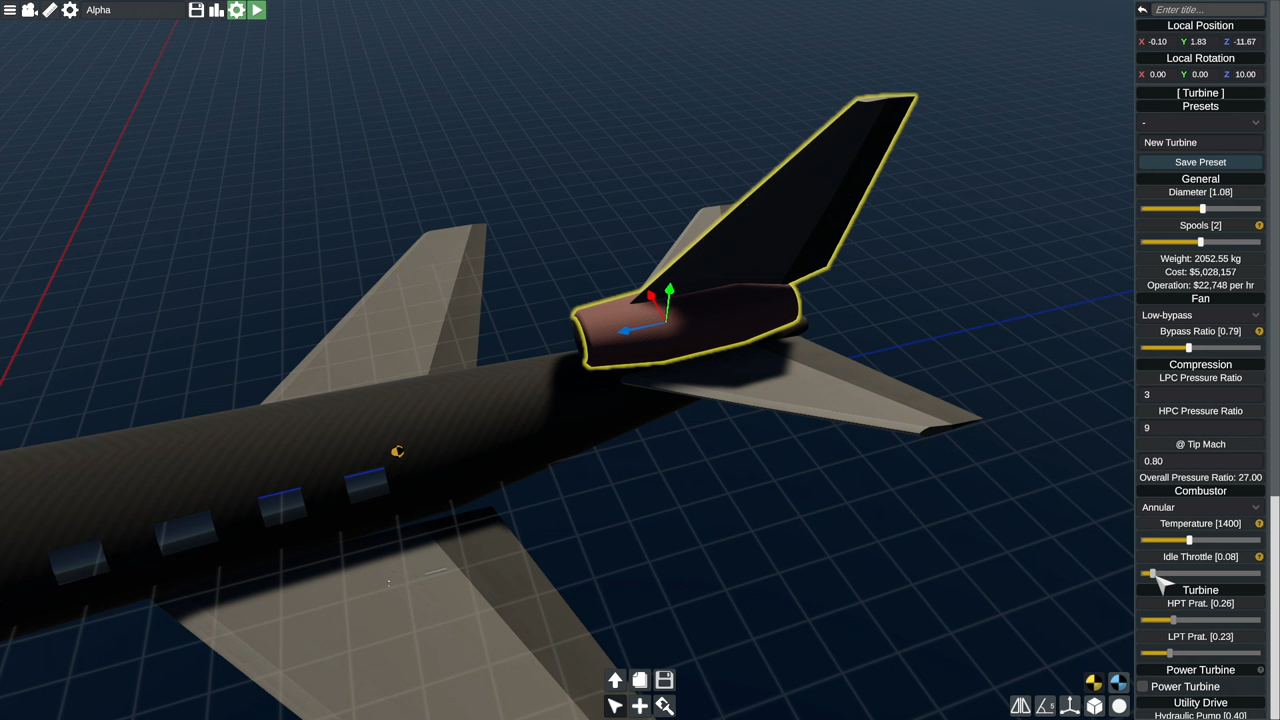 Alpha
Enter title...
Local Position
X -0.10 Y 1.83 Z -11.67
Local Rotation
X 0.00 Y 0.00 Z 10.00
[ Turbine ]
Presets
-
New Turbine
Save Preset
General
Diameter [1.08]
Spools [2] ?
Weight: 2052.55 kg
Cost: $5,028,157
Operation: $22,748 per hr
Fan
Low-bypass
Bypass Ratio [0.79] ?
Compression
LPC Pressure Ratio
3
HPC Pressure Ratio
9
@ Tip Mach
0.80
Overall Pressure Ratio: 27.00
Combustor
Annular
Temperature [1400] ?
Idle Throttle [0.08] ?
Turbine
HPT Prat. [0.26]
LPT Prat. [0.23]
Power Turbine ?
Power Turbine
Utility Drive
Hydraulic Pump [0.40]
5